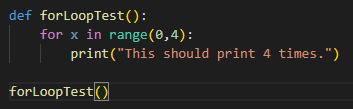 def forLoopTest():
    for x in range(0,4):
        print("This should print 4 times.")
forLoopTest()